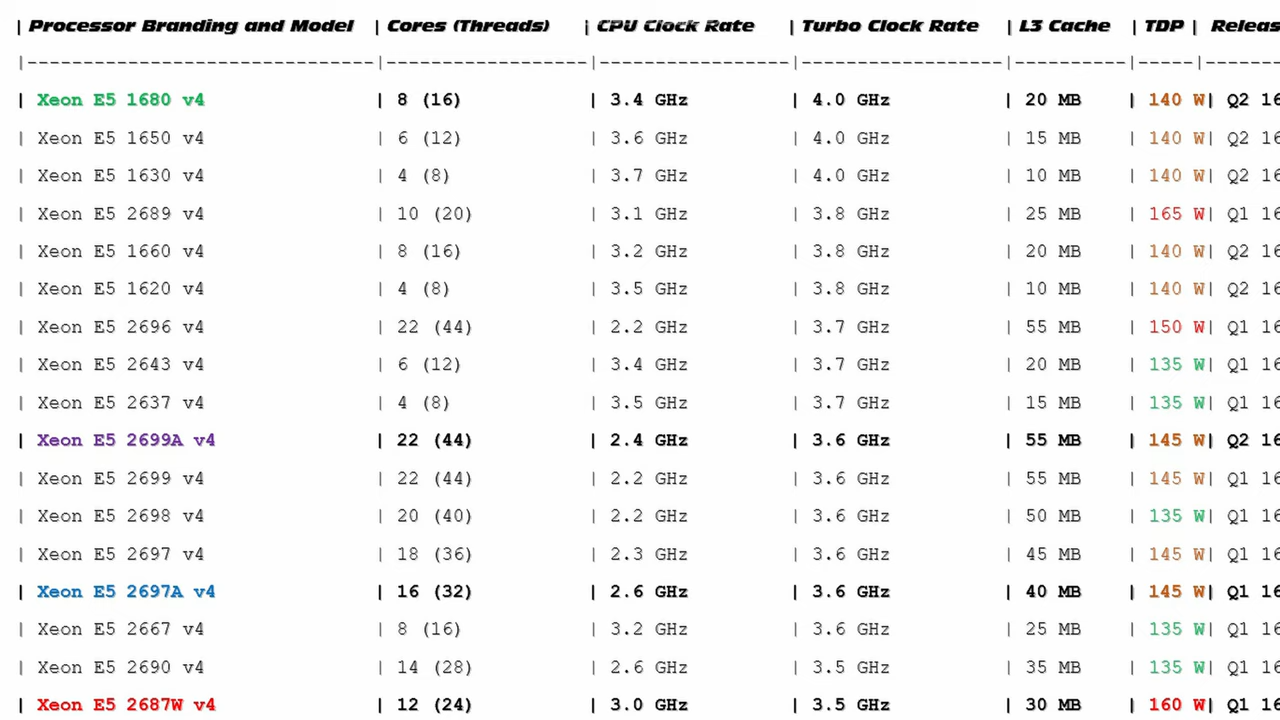 | Processor Branding and Model | Cores (Threads) | CPU Clock Rate | Turbo Clock Rate | L3 Cache | TDP | Releas
|-------------------------------|------------------|------------------|-------------------|----------|-----|-------
| Xeon E5 1680 v4 | 8 (16) | 3.4 GHz | 4.0 GHz | 20 MB | 140 W| Q2 16
| Xeon E5 1650 v4 | 6 (12) | 3.6 GHz | 4.0 GHz | 15 MB | 140 W| Q2 16
| Xeon E5 1630 v4 | 4 (8) | 3.7 GHz | 4.0 GHz | 10 MB | 140 W| Q2 16
| Xeon E5 2689 v4 | 10 (20) | 3.1 GHz | 3.8 GHz | 25 MB | 165 W| Q1 16
| Xeon E5 1660 v4 | 8 (16) | 3.2 GHz | 3.8 GHz | 20 MB | 140 W| Q2 16
| Xeon E5 1620 v4 | 4 (8) | 3.5 GHz | 3.8 GHz | 10 MB | 140 W| Q2 16
| Xeon E5 2696 v4 | 22 (44) | 2.2 GHz | 3.7 GHz | 55 MB | 150 W| Q1 16
| Xeon E5 2643 v4 | 6 (12) | 3.4 GHz | 3.7 GHz | 20 MB | 135 W| Q1 16
| Xeon E5 2637 v4 | 4 (8) | 3.5 GHz | 3.7 GHz | 15 MB | 135 W| Q1 16
| Xeon E5 2699A v4 | 22 (44) | 2.4 GHz | 3.6 GHz | 55 MB | 145 W| Q2 16
| Xeon E5 2699 v4 | 22 (44) | 2.2 GHz | 3.6 GHz | 55 MB | 145 W| Q1 16
| Xeon E5 2698 v4 | 20 (40) | 2.2 GHz | 3.6 GHz | 50 MB | 135 W| Q1 16
| Xeon E5 2697 v4 | 18 (36) | 2.3 GHz | 3.6 GHz | 45 MB | 145 W| Q1 16
| Xeon E5 2697A v4 | 16 (32) | 2.6 GHz | 3.6 GHz | 40 MB | 145 W| Q1 16
| Xeon E5 2667 v4 | 8 (16) | 3.2 GHz | 3.6 GHz | 25 MB | 135 W| Q1 16
| Xeon E5 2690 v4 | 14 (28) | 2.6 GHz | 3.5 GHz | 35 MB | 135 W| Q1 16
| Xeon E5 2687W v4 | 12 (24) | 3.0 GHz | 3.5 GHz | 30 MB | 160 W| Q1 16